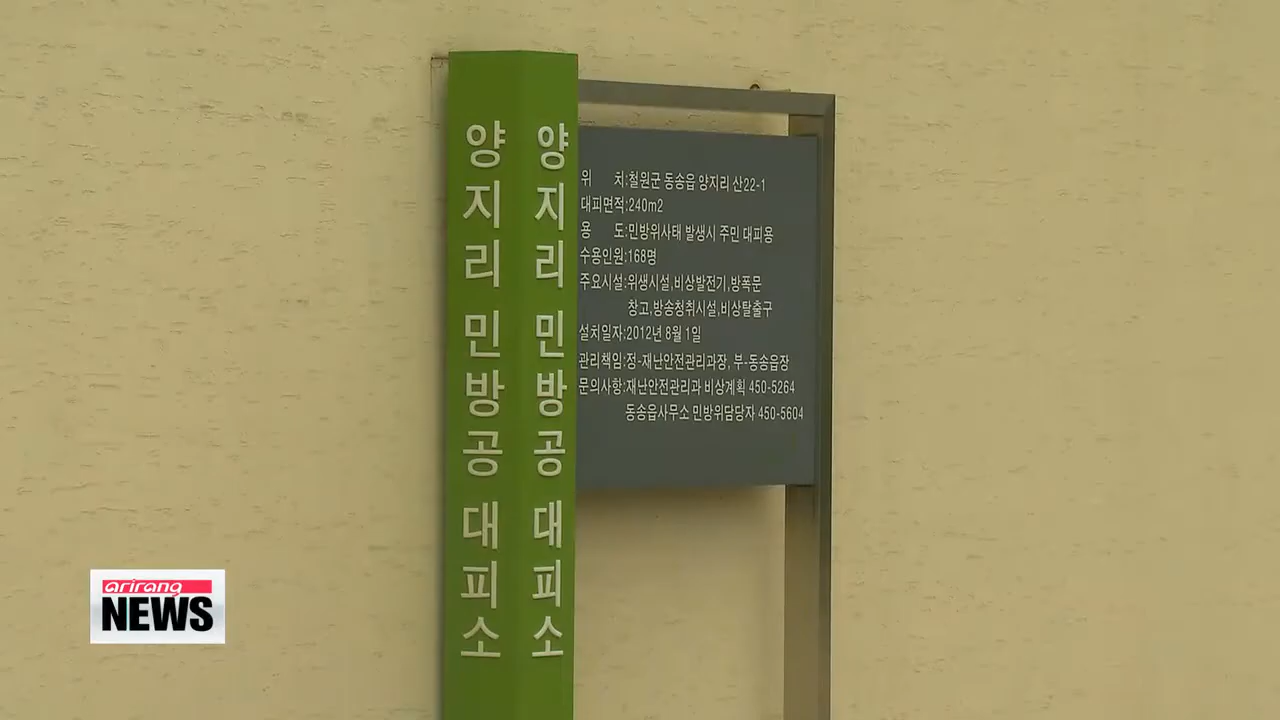 양지리 민방공 대피소
양지리 민방공 대피소
위 치:철원군 동송읍 양지리 산22-1
대피면적:240m2
용 도:민방위사태 발생시 주민 대피용
수용인원:168명
주요시설:위생시설,비상발전기,방폭문
창고,방송청취시설,비상탈출구
설치일자:2012년 8월 1일
관리책임:정-재난안전관리과장, 부-동송읍장
문의사항:재난안전관리과 비상계획 450-5264
동송읍사무소 민방위담당자 450-5604
arirang
NEWS